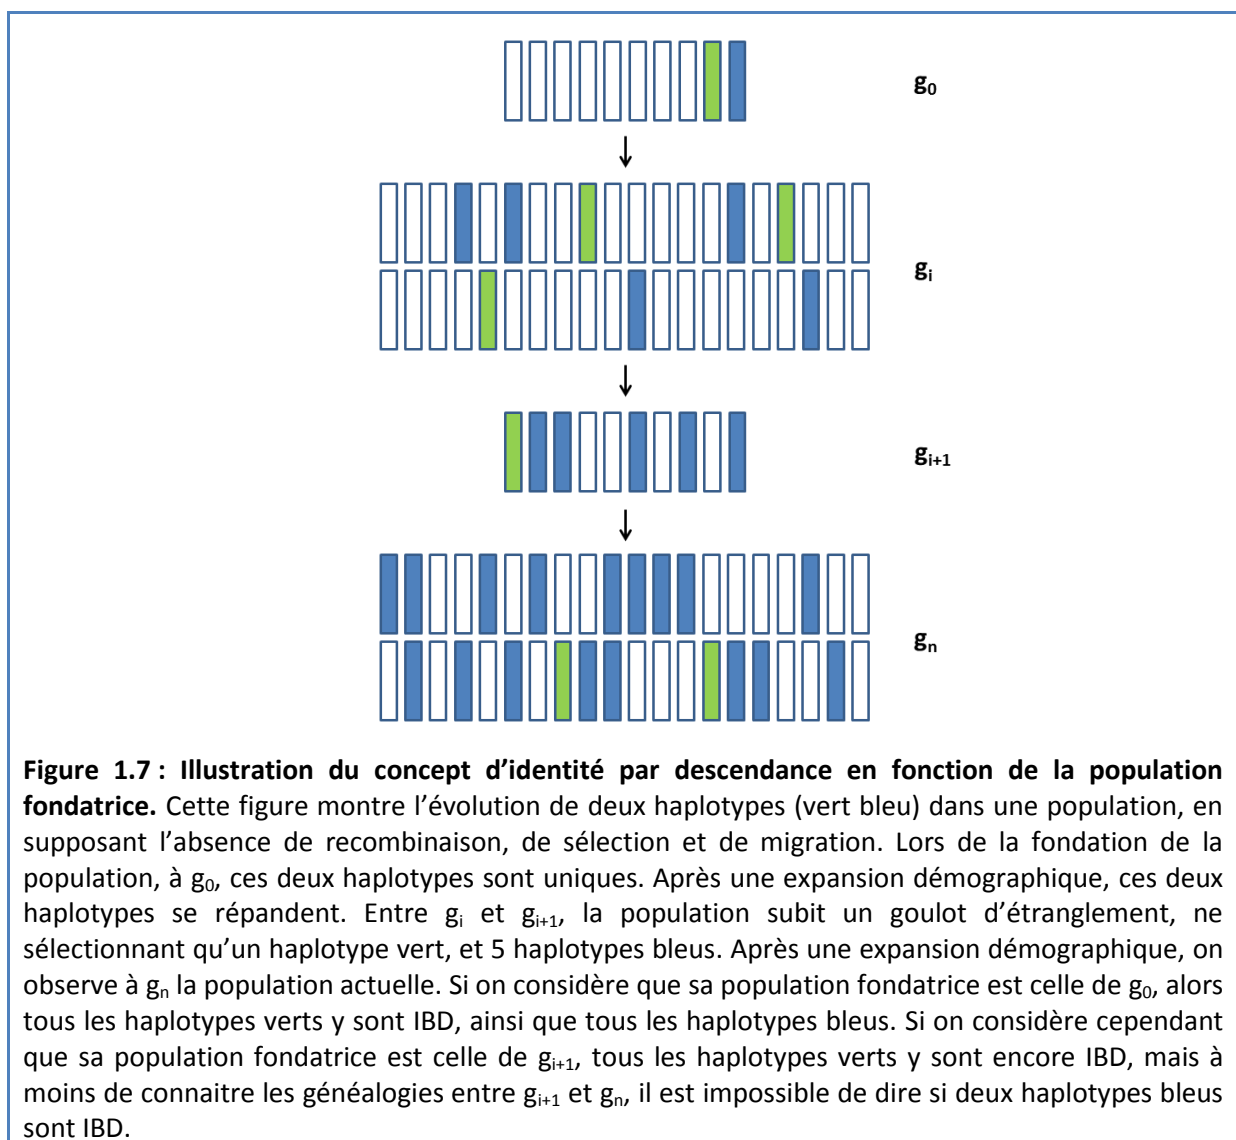 g0
gi
gi+1
gn
Figure 1.7 : Illustration du concept d’identité par descendance en fonction de la population
fondatrice. Cette figure montre l’évolution de deux haplotypes (vert bleu) dans une population, en
supposant l’absence de recombinaison, de sélection et de migration. Lors de la fondation de la
population, à g0, ces deux haplotypes sont uniques. Après une expansion démographique, ces deux
haplotypes se répandent. Entre gi et gi+1, la population subit un goulot d’étranglement, ne
sélectionnant qu’un haplotype vert, et 5 haplotypes bleus. Après une expansion démographique, on
observe à gn la population actuelle. Si on considère que sa population fondatrice est celle de g0, alors
tous les haplotypes verts y sont IBD, ainsi que tous les haplotypes bleus. Si on considère cependant
que sa population fondatrice est celle de gi+1, tous les haplotypes verts y sont encore IBD, mais à
moins de connaitre les généalogies entre gi+1 et gn, il est impossible de dire si deux haplotypes bleus
sont IBD.